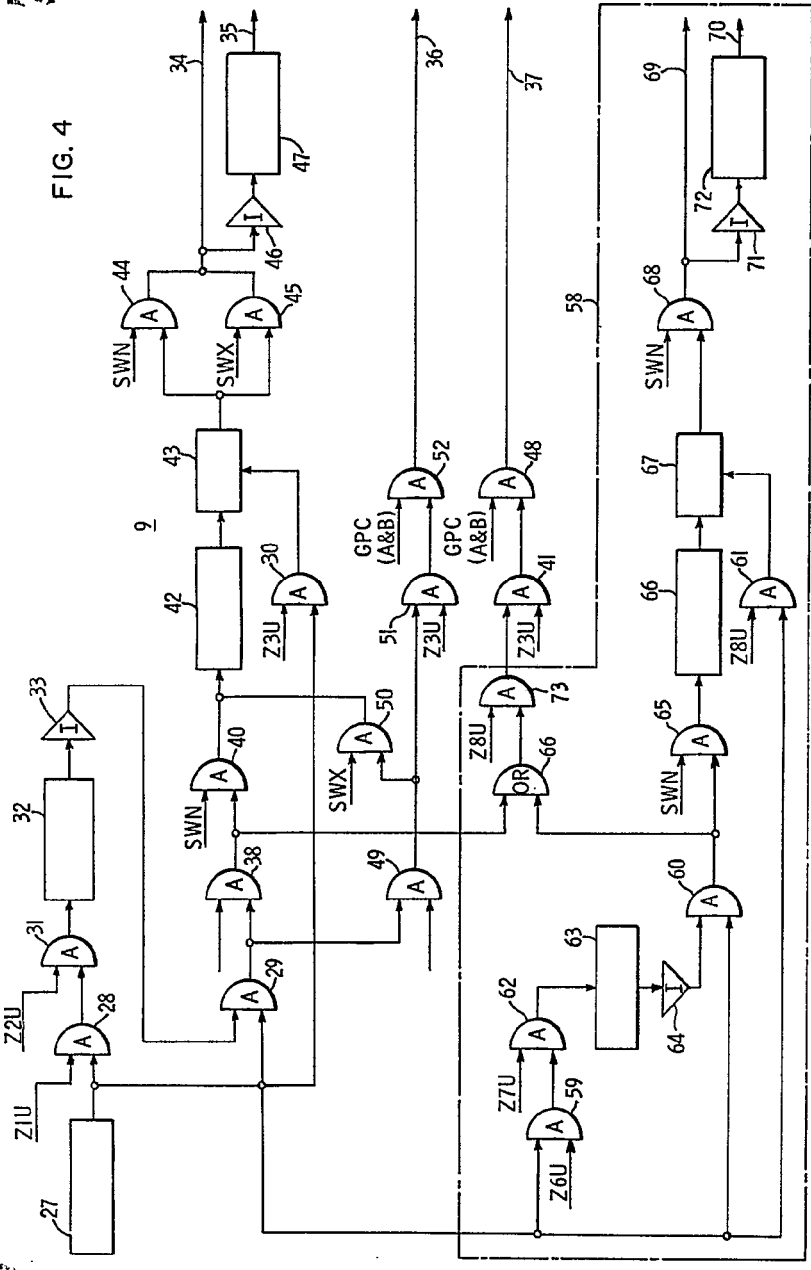 FIG. 4
9
27
Z1U
28
A
Z2U
31
A
32
33
I
29
A
38
A
SWN
40
A
42
43
Z3U
30
A
SWN
44
A
SWX
45
A
34
I
46
47
35
49
A
SWX
50
A
51
A
Z3U
GPC
(A&B)
52
A
36
Z8U
73
A
OR
66
41
A
Z3U
GPC
(A&B)
48
A
37
58
Z6U
59
A
Z7U
62
A
63
I
64
60
A
SWN
65
A
66
67
Z8U
61
A
SWN
68
A
69
I
71
72
70